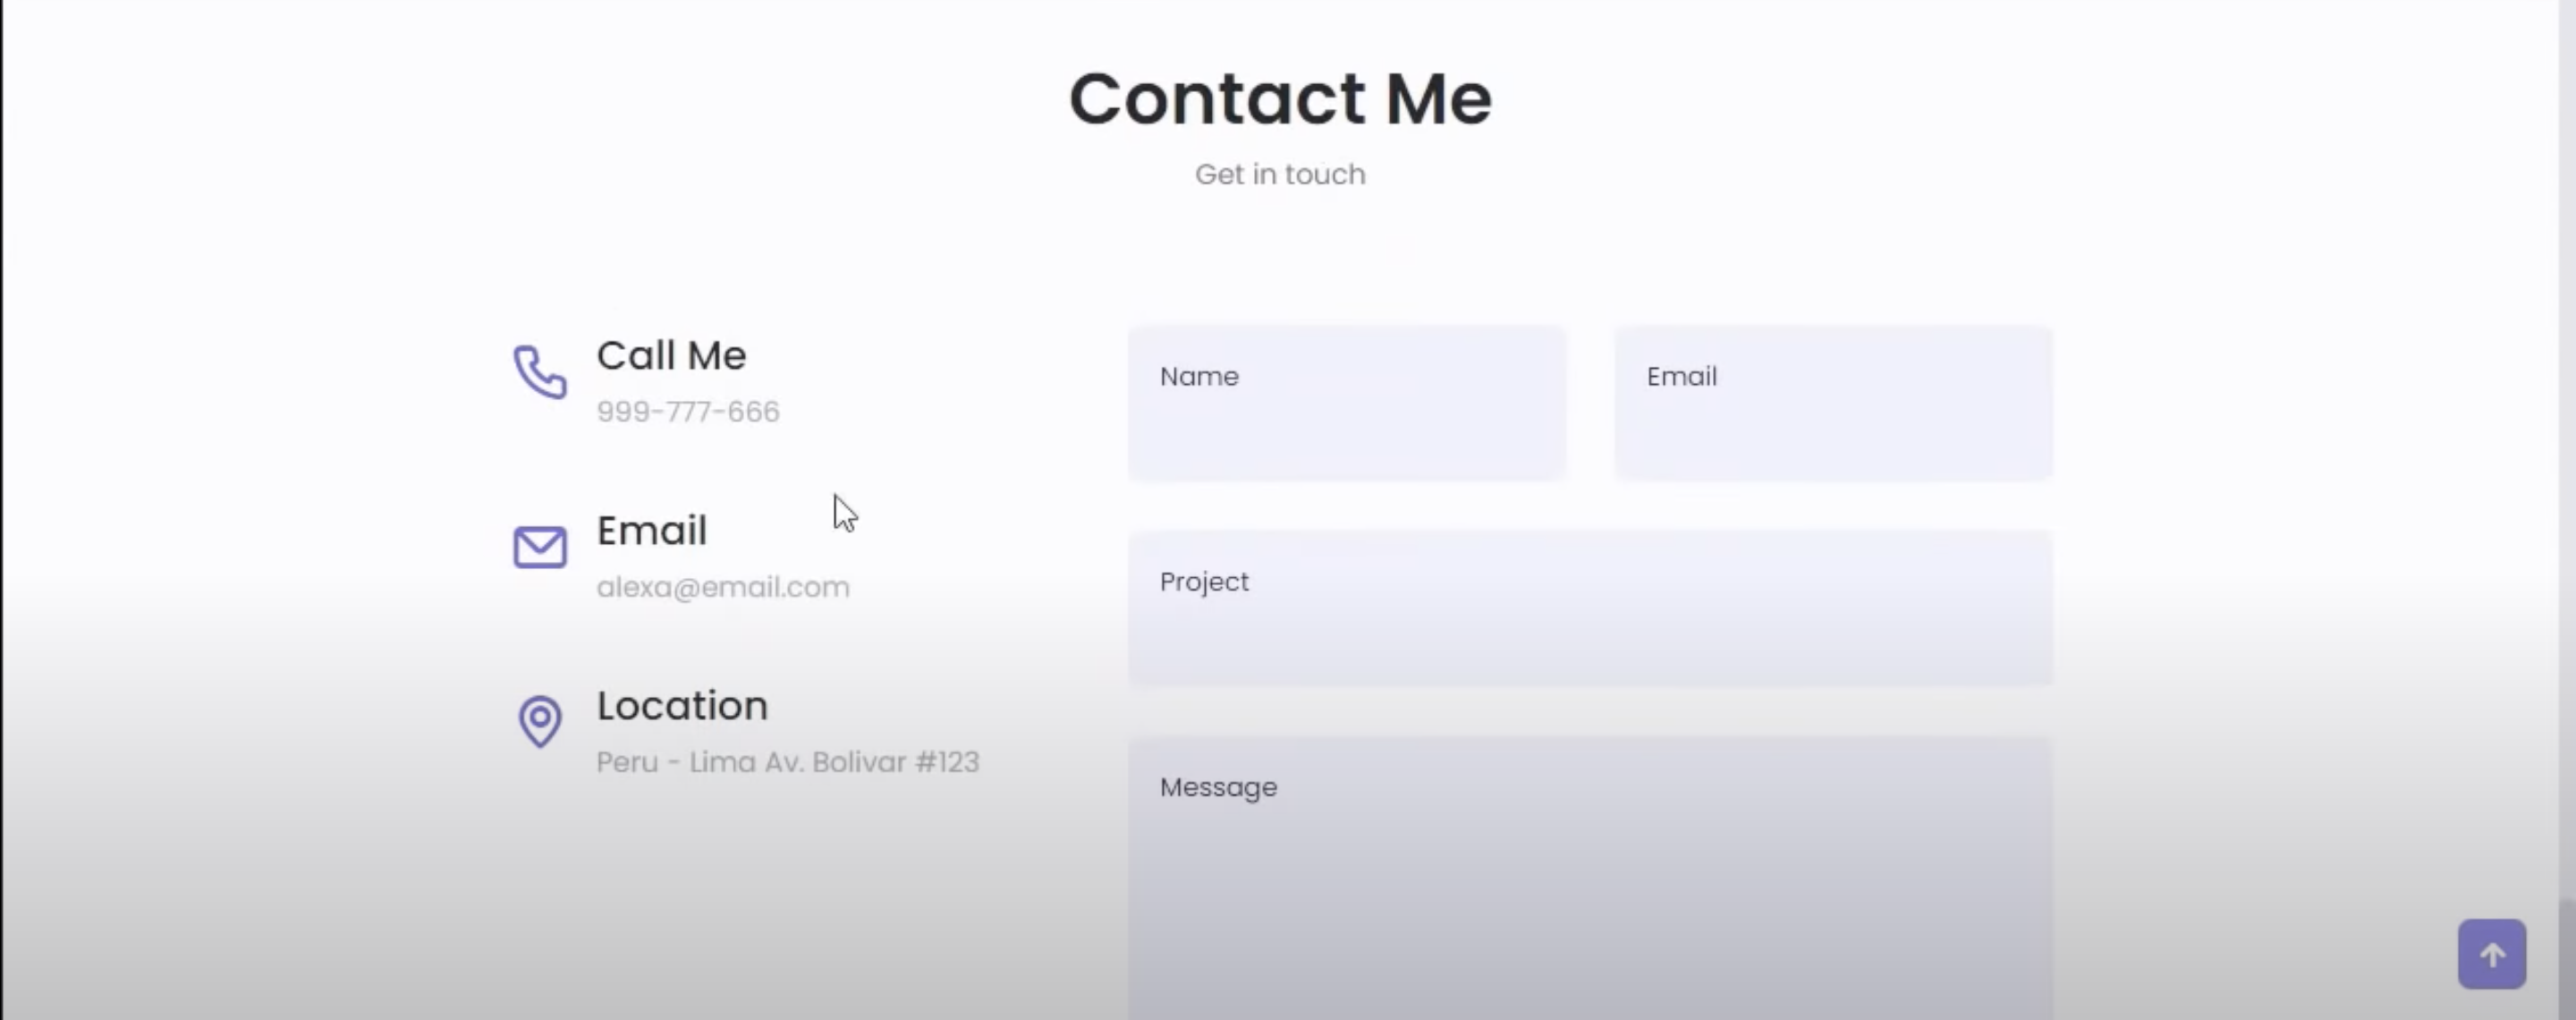 Contact Me
Get in touch
Call Me
999-777-666
Email
alexa@email.com
Location
Peru - Lima Av. Bolivar #123
Name
Email
Project
Message